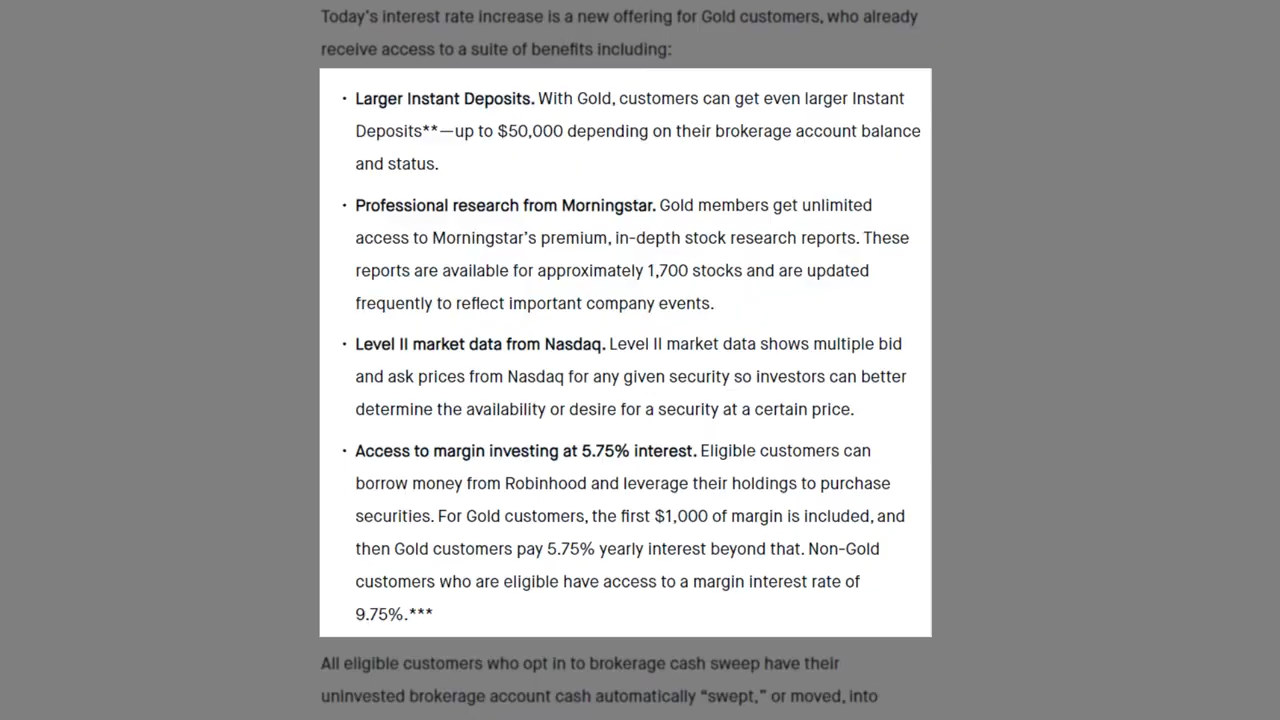 Today's interest rate increase is a new offering for Gold customers, who already
receive access to a suite of benefits including:
• Larger Instant Deposits. With Gold, customers can get even larger Instant
Deposits**—up to $50,000 depending on their brokerage account balance
and status.
• Professional research from Morningstar. Gold members get unlimited
access to Morningstar's premium, in-depth stock research reports. These
reports are available for approximately 1,700 stocks and are updated
frequently to reflect important company events.
• Level II market data from Nasdaq. Level II market data shows multiple bid
and ask prices from Nasdaq for any given security so investors can better
determine the availability or desire for a security at a certain price.
• Access to margin investing at 5.75% interest. Eligible customers can
borrow money from Robinhood and leverage their holdings to purchase
securities. For Gold customers, the first $1,000 of margin is included, and
then Gold customers pay 5.75% yearly interest beyond that. Non-Gold
customers who are eligible have access to a margin interest rate of
9.75%.***
All eligible customers who opt in to brokerage cash sweep have their
uninvested brokerage account cash automatically “swept,” or moved, into